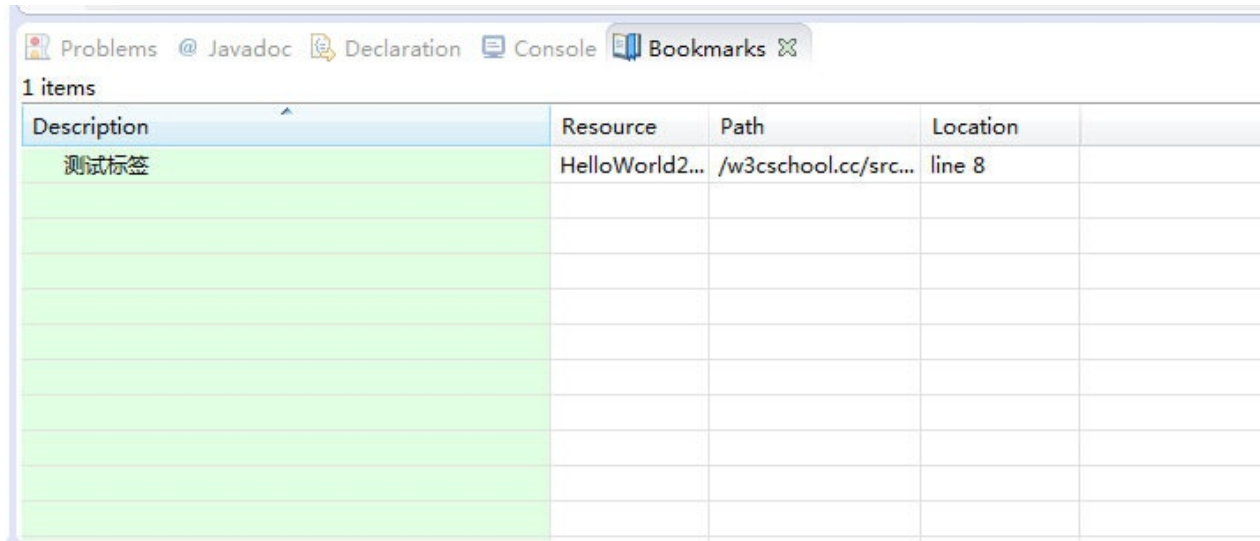 Problems @ Javadoc Declaration Console Bookmarks
1 items
Description Resource Path Location
测试标签 HelloWorld2... /w3cschool.cc/src... line 8